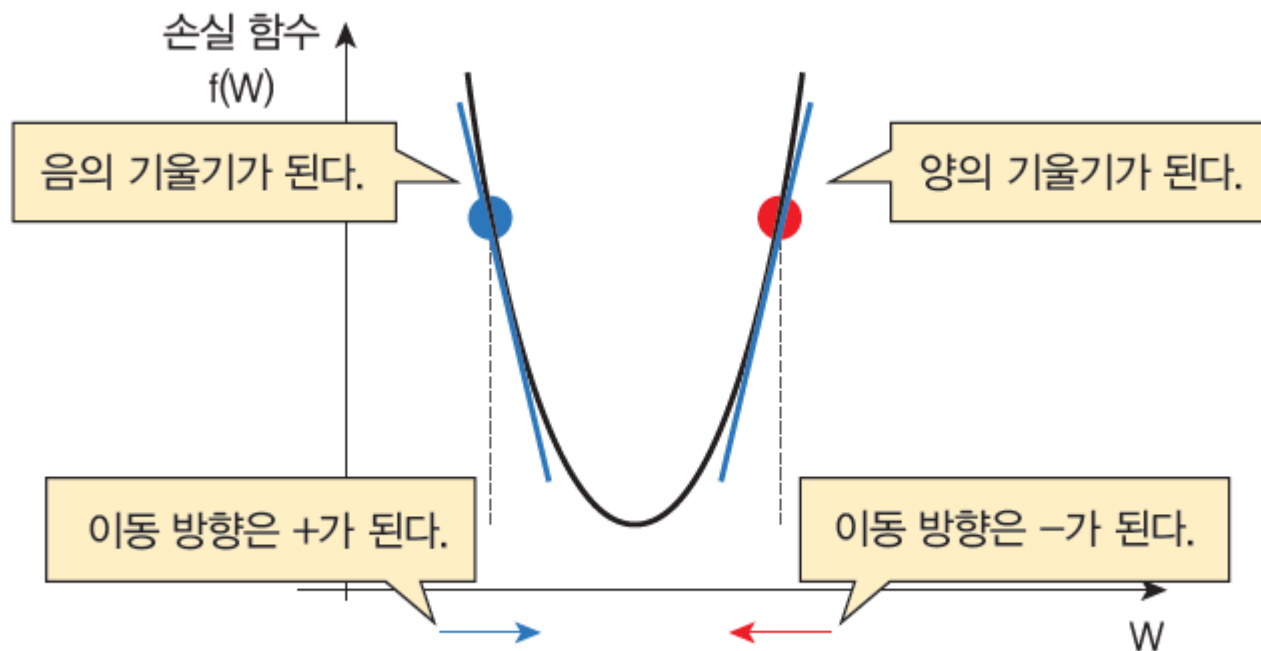 손실 함수
f(W)
음의 기울기가 된다.
양의 기울기가 된다.
이동 방향은 +가 된다.
이동 방향은 -가 된다.
W